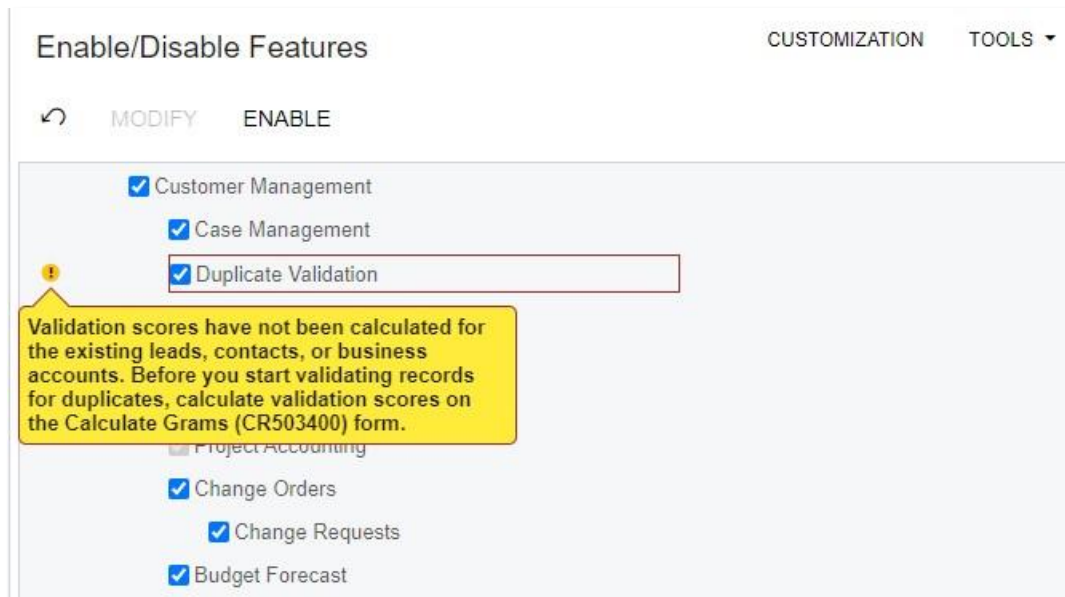 Enable/Disable Features
CUSTOMIZATION TOOLS
MODIFY ENABLE
Customer Management
Case Management
Duplicate Validation
Validation scores have not been calculated for
the existing leads, contacts, or business
accounts. Before you start validating records
for duplicates, calculate validation scores on
the Calculate Grams (CR503400) form.
Project Accounting
Change Orders
Change Requests
Budget Forecast